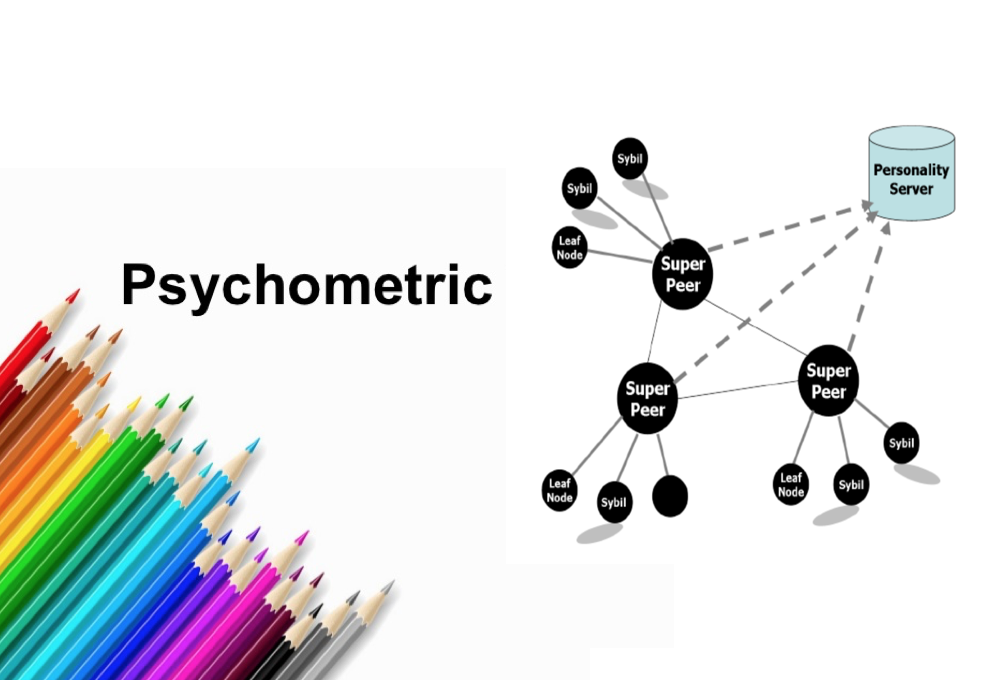 Psychometric
Sybil
Sybil
Leaf
Node
Super
Peer
Personality
Server
Super
Peer
Super
Peer
Leaf
Node
Sybil
Leaf
Node
Sybil
Sybil